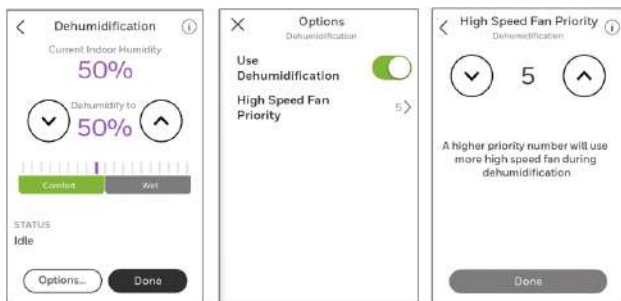 Dehumidification
Current Indoor Humidity
50%
Dehumidify to
50%
Comfort
Wet
STATUS
Idle
Options...
Done
Options
Dehumidification
Use
Dehumidification
High Speed Fan
Priority
5
High Speed Fan Priority
Dehumidification
5
A higher priority number will use
more high speed fan during
dehumidification
Done